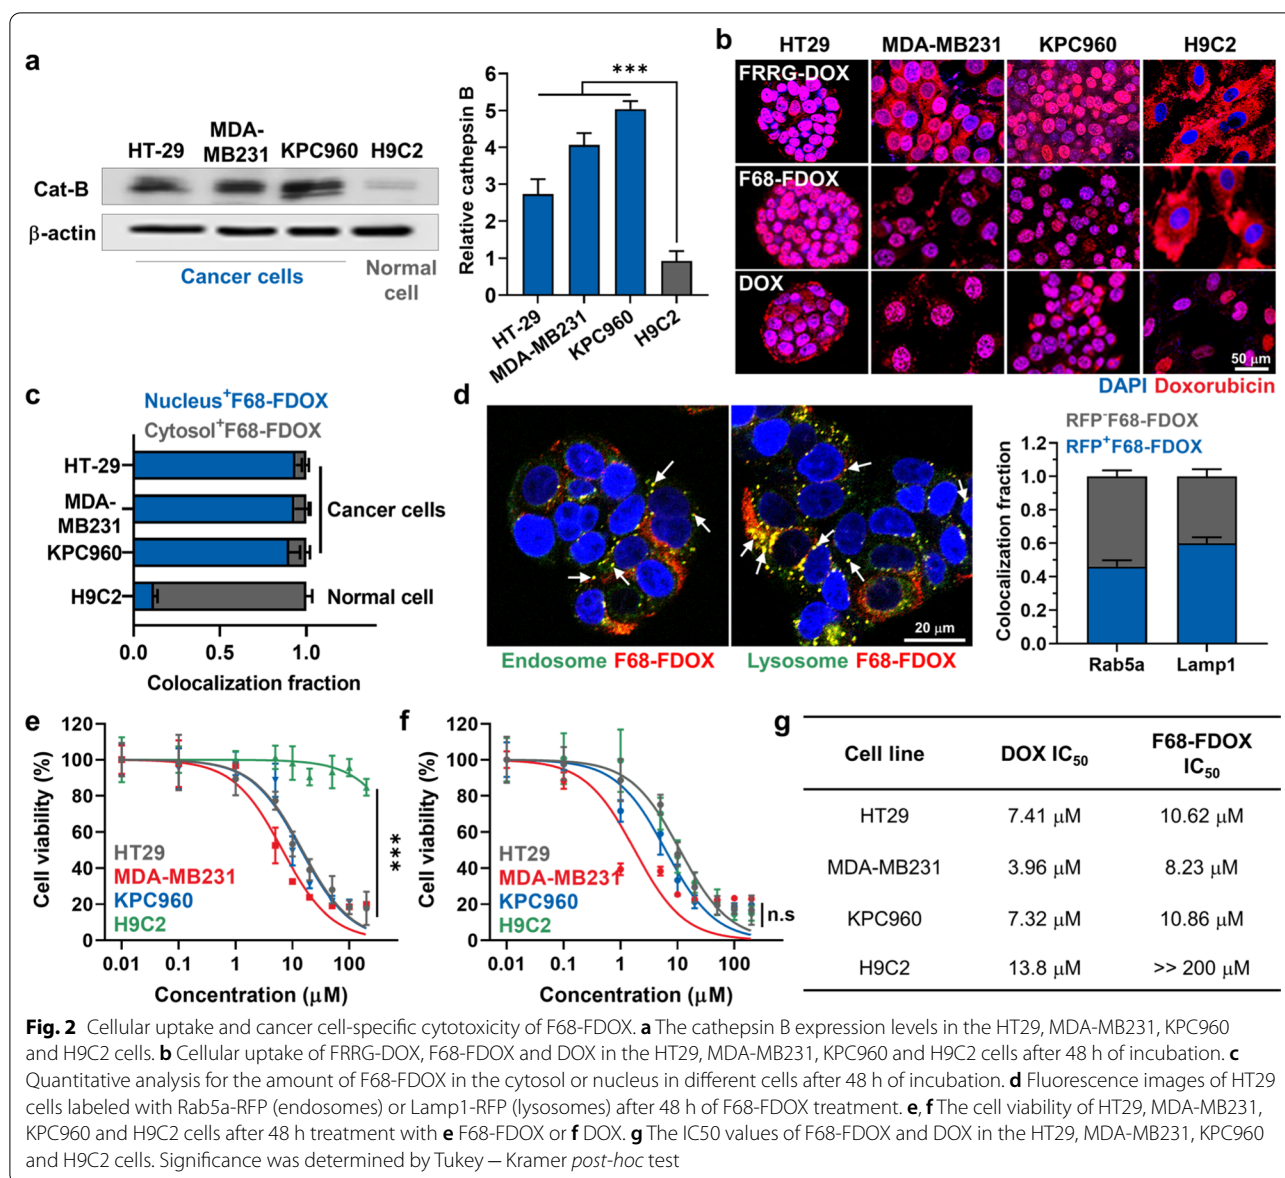 a
HT-29
MDA-
MB231
KPC960
H9C2
Cat-B
β-actin
Cancer cells
Normal
cell
Relative cathepsin B
6
5
4
3
2
1
0
***
HT-29
MDA-MB231
KPC960
H9C2
b
HT29
MDA-MB231
KPC960
H9C2
FRRG-DOX
F68-FDOX
DOX
50 μm
DAPI Doxorubicin
c
Nucleus⁺F68-FDOX
Cytosol⁺F68-FDOX
HT-29
MDA-
MB231
KPC960
H9C2
Cancer cells
Normal cell
0.0
0.5
1.0
Colocalization fraction
d
20 μm
Endosome F68-FDOX
Lysosome F68-FDOX
RFP⁻F68-FDOX
RFP⁺F68-FDOX
Colocalization fraction
1.2
1.0
0.8
0.6
0.4
0.2
0.0
Rab5a
Lamp1
e
Cell viability (%)
120
100
80
60
40
20
0
HT29
MDA-MB231
KPC960
H9C2
***
0.01
0.1
1
10
100
Concentration (μM)
f
Cell viability (%)
120
100
80
60
40
20
0
HT29
MDA-MB231
KPC960
H9C2
n.s
0.01
0.1
1
10
100
Concentration (μM)
g
Cell line DOX IC₅₀ F68-FDOX
IC₅₀
HT29 7.41 μM 10.62 μM
MDA-MB231 3.96 μM 8.23 μM
KPC960 7.32 μM 10.86 μM
H9C2 13.8 μM >> 200 μM
Fig. 2 Cellular uptake and cancer cell-specific cytotoxicity of F68-FDOX. a The cathepsin B expression levels in the HT29, MDA-MB231, KPC960
and H9C2 cells. b Cellular uptake of FRRG-DOX, F68-FDOX and DOX in the HT29, MDA-MB231, KPC960 and H9C2 cells after 48 h of incubation. c
Quantitative analysis for the amount of F68-FDOX in the cytosol or nucleus in different cells after 48 h of incubation. d Fluorescence images of HT29
cells labeled with Rab5a-RFP (endosomes) or Lamp1-RFP (lysosomes) after 48 h of F68-FDOX treatment. e, f The cell viability of HT29, MDA-MB231,
KPC960 and H9C2 cells after 48 h treatment with e F68-FDOX or f DOX. g The IC50 values of F68-FDOX and DOX in the HT29, MDA-MB231, KPC960
and H9C2 cells. Significance was determined by Tukey — Kramer post-hoc test